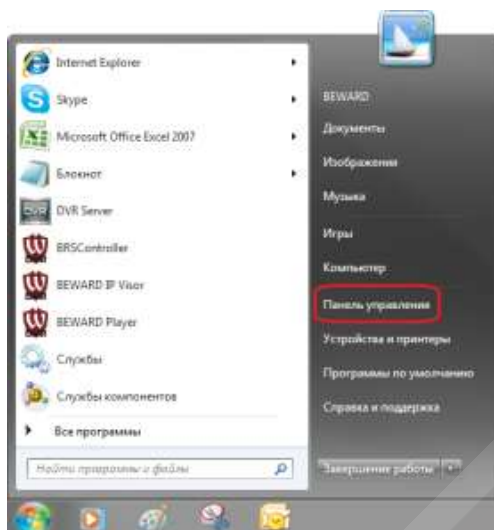 Internet Explorer
Skype
Microsoft Office Excel 2007
Блокнот
DVR Server
BRSController
BEWARD IP Visor
BEWARD Player
Службы
Службы компонентов
Все программы
Найти программы и файлы
BEWARD
Документы
Изображения
Музыка
Игры
Компьютер
Панель управления
Устройства и принтеры
Программы по умолчанию
Справка и поддержка
Завершение работы